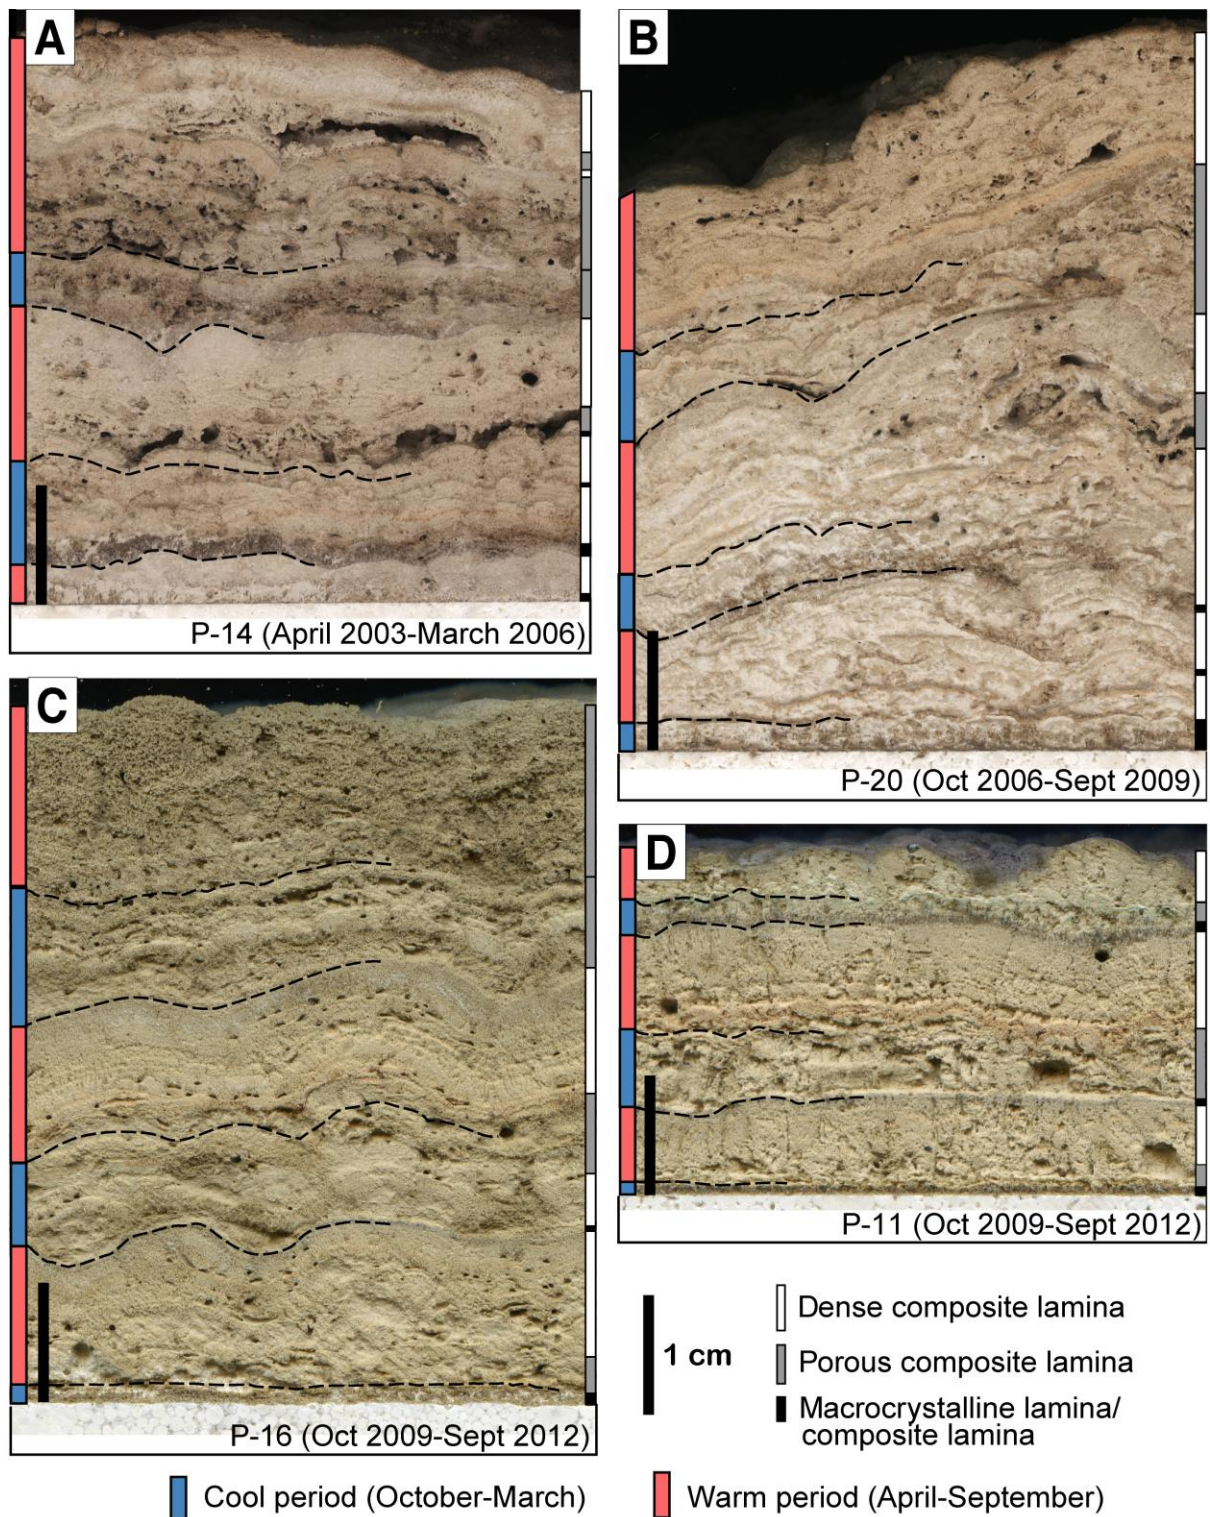 A
P-14 (April 2003-March 2006)
B
P-20 (Oct 2006-Sept 2009)
C
P-16 (Oct 2009-Sept 2012)
D
P-11 (Oct 2009-Sept 2012)
1 cm
Dense composite lamina
Porous composite lamina
Macrocrystalline lamina/
composite lamina
Cool period (October-March)
Warm period (April-September)